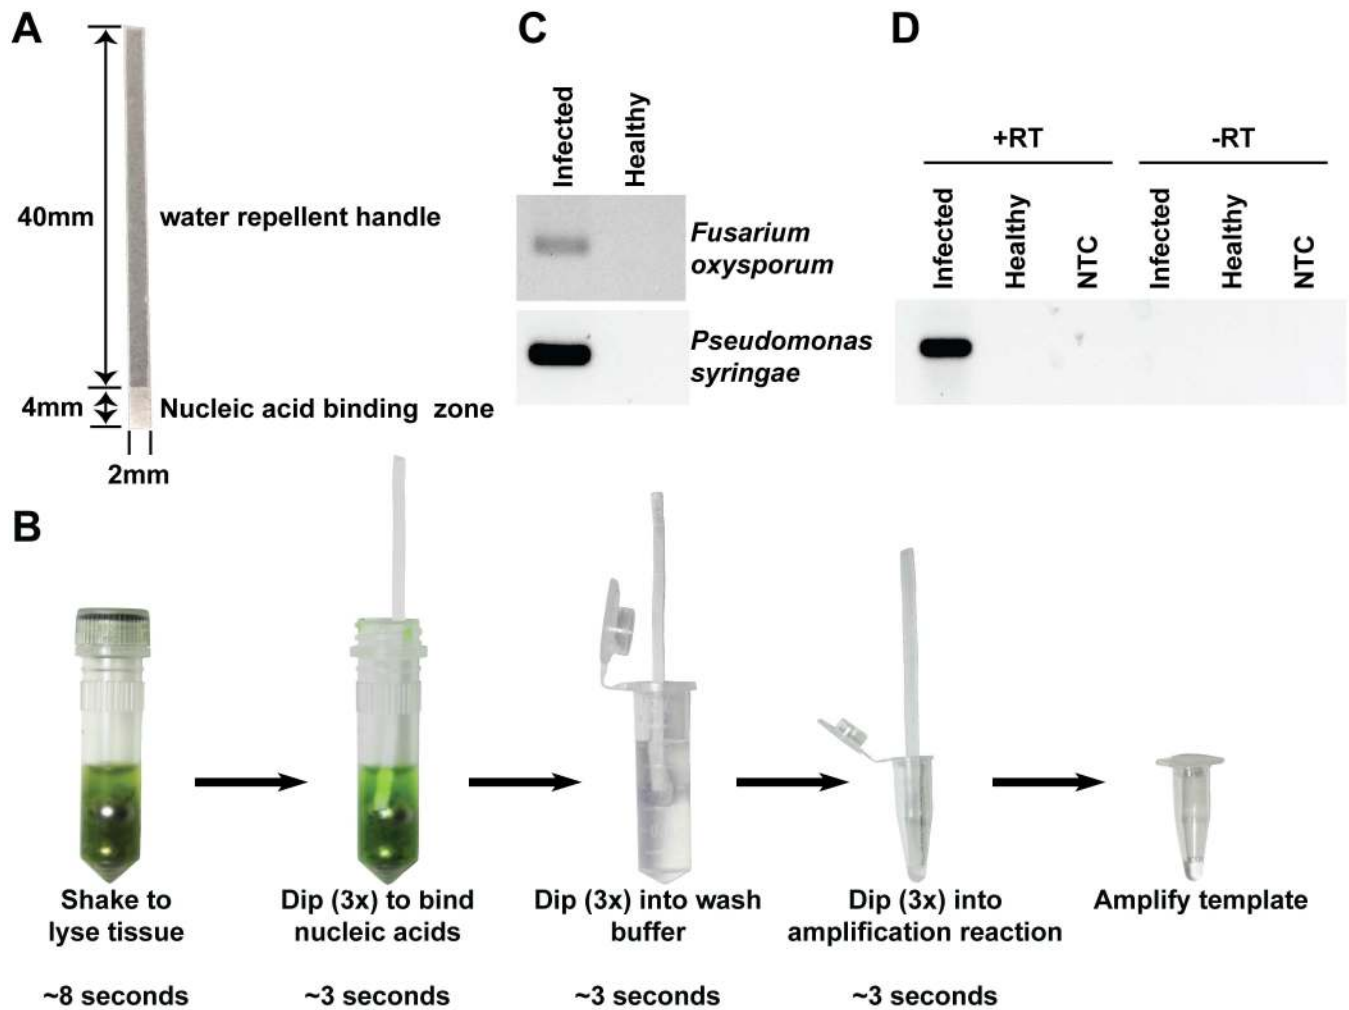 A
40mm
water repellent handle
4mm
Nucleic acid binding zone
2mm
C
Infected
Healthy
Fusarium
oxysporum
Pseudomonas
syringae
D
+RT
-RT
Infected
Healthy
NTC
Infected
Healthy
NTC
B
Shake to
lyse tissue
~8 seconds
Dip (3x) to bind
nucleic acids
~3 seconds
Dip (3x) into wash
buffer
~3 seconds
Dip (3x) into
amplification reaction
~3 seconds
Amplify template